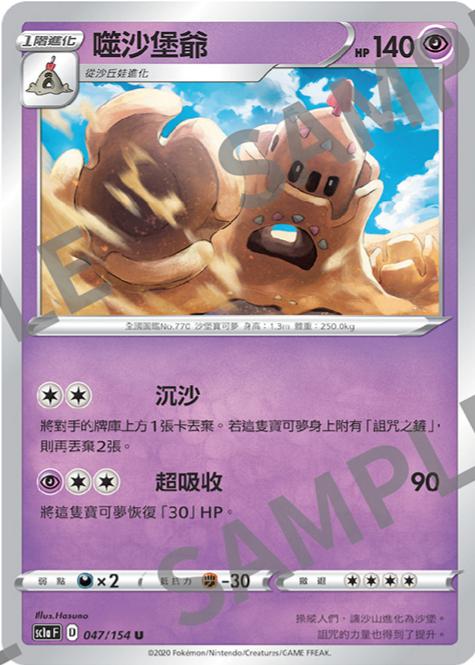 1階進化 噬沙堡爺 HP 140
從沙丘娃進化
全國圖鑑No.770 沙堡寶可夢 身高：1.3m 體重：250.0kg
沉沙
將對手的牌庫上方1張卡丟棄。若這隻寶可夢身上附有「詛咒之鏟」，
則再丟棄2張。
超吸收 90
將這隻寶可夢恢復「30」HP。
弱點 ×2 抵抗力 -30 撤退
Illus.Hasuno
sc1a F D 047/154 U
操縱人們，讓沙山進化為沙堡。
詛咒的力量也得到了提升。
©2020 Pokémon/Nintendo/Creatures/GAME FREAK.
SAMPLE
SAMPLE